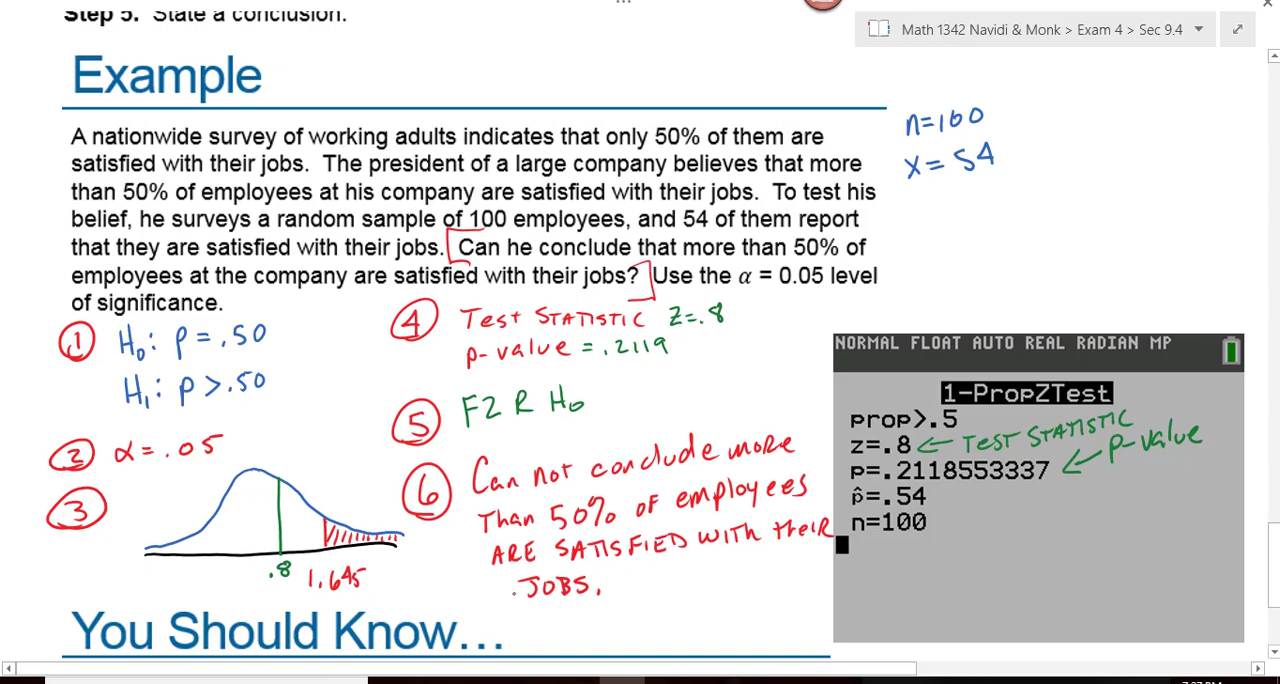 Step 5. State a conclusion.
Math 1342 Navidi & Monk > Exam 4 > Sec 9.4
Example
A nationwide survey of working adults indicates that only 50% of them are
satisfied with their jobs. The president of a large company believes that more
than 50% of employees at his company are satisfied with their jobs. To test his
belief, he surveys a random sample of 100 employees, and 54 of them report
that they are satisfied with their jobs. Can he conclude that more than 50% of
employees at the company are satisfied with their jobs? Use the α = 0.05 level
of significance.
n=100
x=54
① H₀: p = .50
H₁: p > .50
② α = .05
③
.8
1.645
④ Test STATISTIC z=.8
p-value = .2119
⑤ F2 R H₀
⑥ Can not conclude more
Than 50% of employees
ARE SATISFIED with their
JOBS.
NORMAL FLOAT AUTO REAL RADIAN MP
1-PropZTest
prop>.5
z=.8 ← TEST STATISTIC
p=.2118553337 ← p-value
p̂=.54
n=100
You Should Know...
7:27 PM